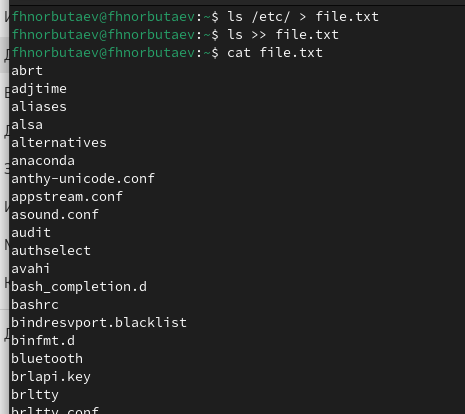 fhnorbutaev@fhnorbutaev:~$ ls /etc/ > file.txt
fhnorbutaev@fhnorbutaev:~$ ls >> file.txt
fhnorbutaev@fhnorbutaev:~$ cat file.txt
abrt
adjtime
aliases
alsa
alternatives
anaconda
anthy-unicode.conf
appstream.conf
asound.conf
audit
authselect
avahi
bash_completion.d
bashrc
bindresvport.blacklist
binfmt.d
bluetooth
brlapi.key
brltty
brltty.conf